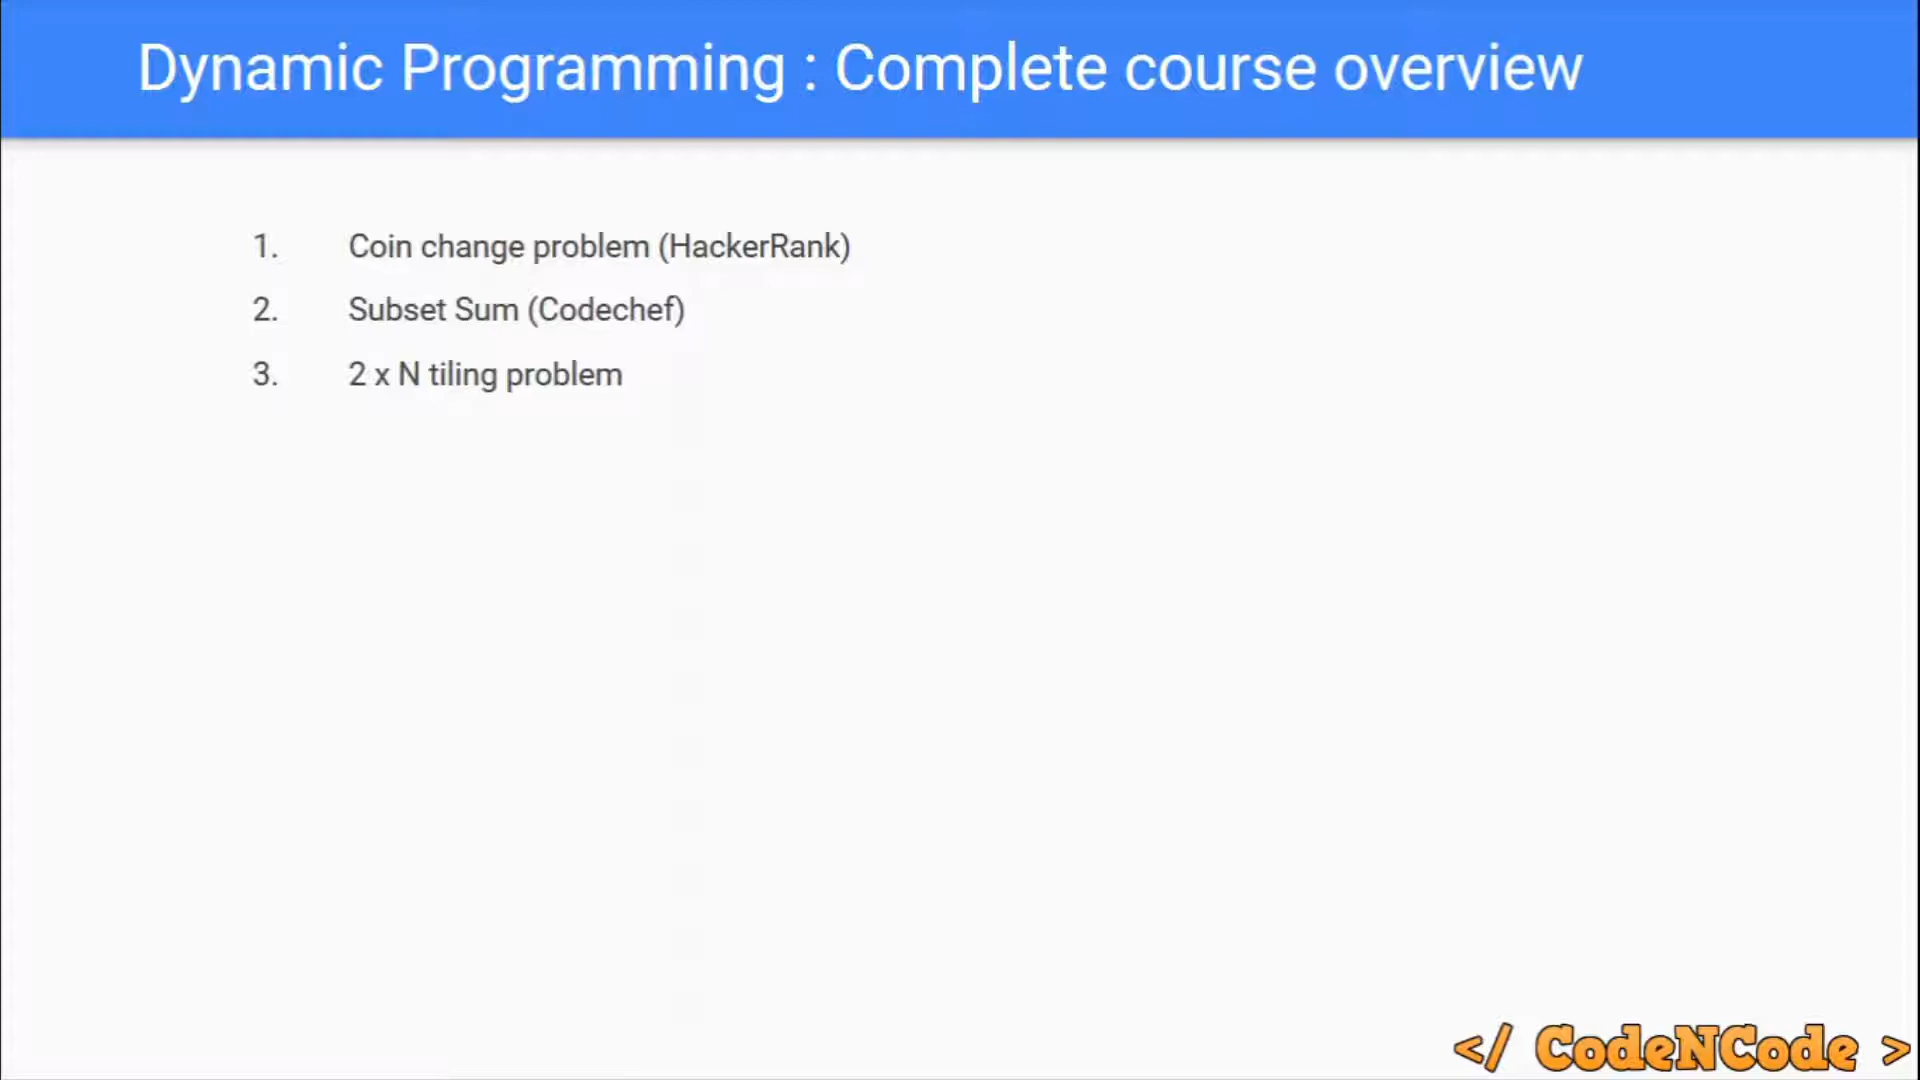 Dynamic Programming : Complete course overview
1. Coin change problem (HackerRank)
2. Subset Sum (Codechef)
3. 2 x N tiling problem
</ CodeNCode >